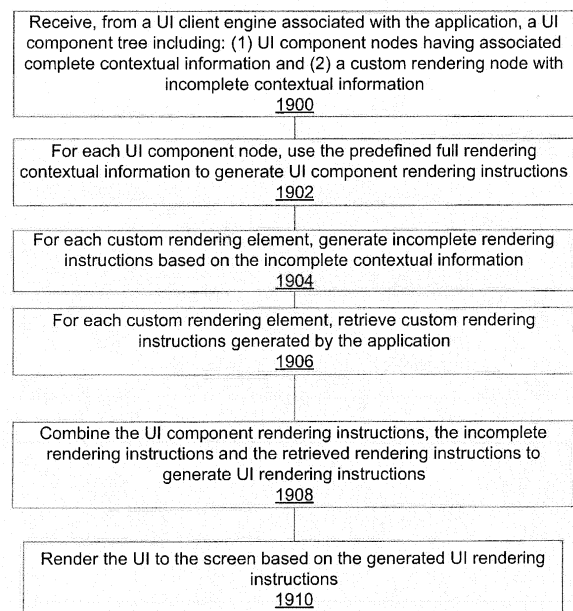 Receive, from a UI client engine associated with the application, a UI
component tree including: (1) UI component nodes having associated
complete contextual information and (2) a custom rendering node with
incomplete contextual information
1900
For each UI component node, use the predefined full rendering
contextual information to generate UI component rendering instructions
1902
For each custom rendering element, generate incomplete rendering
instructions based on the incomplete contextual information
1904
For each custom rendering element, retrieve custom rendering
instructions generated by the application
1906
Combine the UI component rendering instructions, the incomplete
rendering instructions and the retrieved rendering instructions to
generate UI rendering instructions
1908
Render the UI to the screen based on the generated UI rendering
instructions
1910